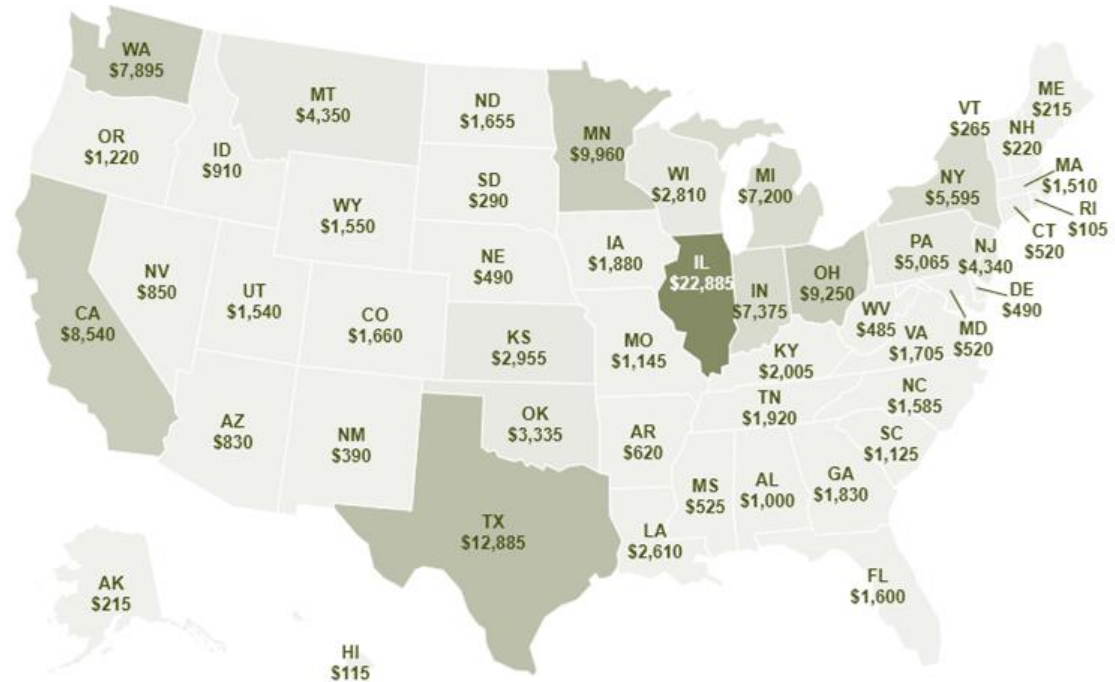 WA
$7,895
MT
$4,350
ND
$1,655
MN
$9,960
OR
$1,220
ID
$910
SD
$290
WI
$2,810
MI
$7,200
VT
$265
ME
$215
NH
$220
NY
$5,595
MA
$1,510
RI
$105
CT
$520
WY
$1,550
IA
$1,880
NE
$490
PA
$5,065
NJ
$4,340
NV
$850
UT
$1,540
CO
$1,660
IL
$22,885
IN
$7,375
OH
$9,250
DE
$490
CA
$8,540
WV
$485
MD
$520
VA
$1,705
KS
$2,955
MO
$1,145
KY
$2,005
NC
$1,585
TN
$1,920
AZ
$830
NM
$390
OK
$3,335
AR
$620
SC
$1,125
MS
$525
AL
$1,000
GA
$1,830
TX
$12,885
LA
$2,610
FL
$1,600
AK
$215
HI
$115